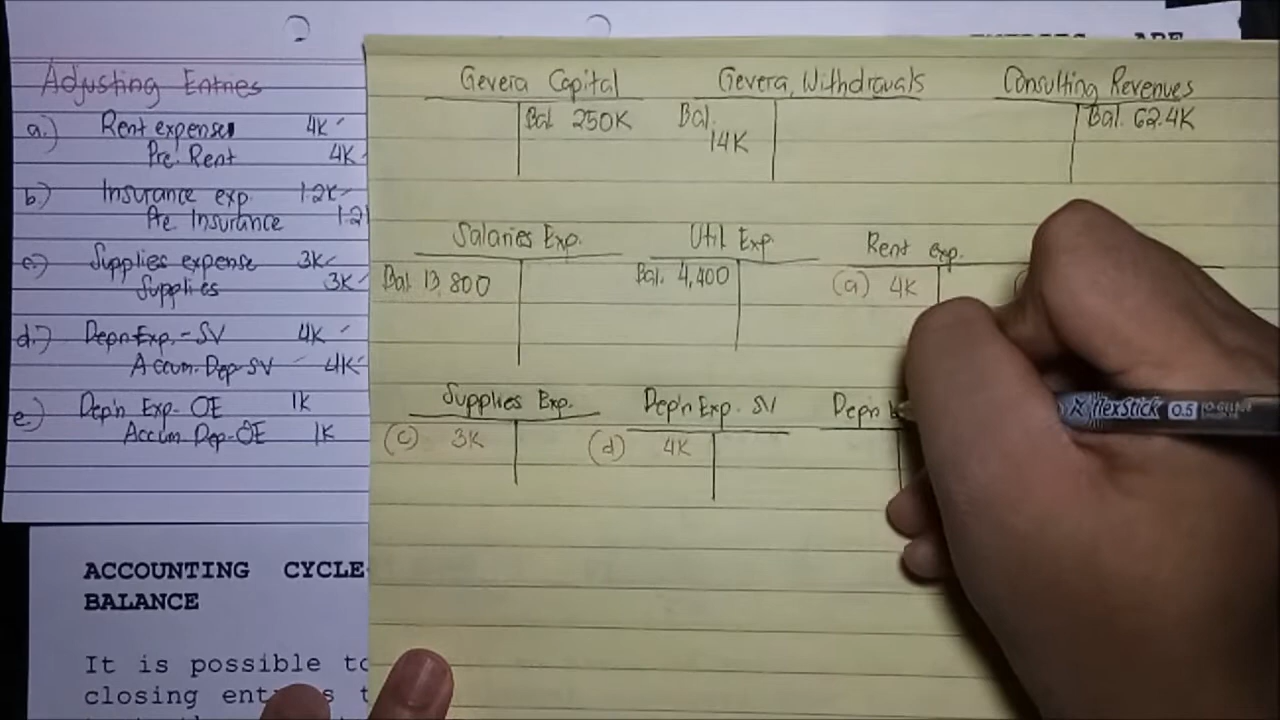 Adjusting Entries
a.) Rent expense 4K
Pre. Rent 4K
b.) Insurance exp. 1.2K
Pre Insurance 1.2
c.) Supplies expense 3K
Supplies 3K
d.) Depn Exp.- SV 4K
Accum. Dep-SV 4K
e.) Dep'n Exp- OE 1K
Accum. Dep-OE 1K
ACCOUNTING CYCLE
BALANCE
It is possible to
closing
ARE
Gevera Capital
Bal 250K
Gevera, Withdrawals
Bal.
14K
Consulting Revenues
Bal. 62.4K
Salaries Exp.
Bal 13,800
Util Exp
Bal. 4,400
Rent exp.
(a) 4K
Supplies Exp.
(c) 3K
Dep'n Exp - SV
(d) 4K
Dep'n
flexStick 0.5